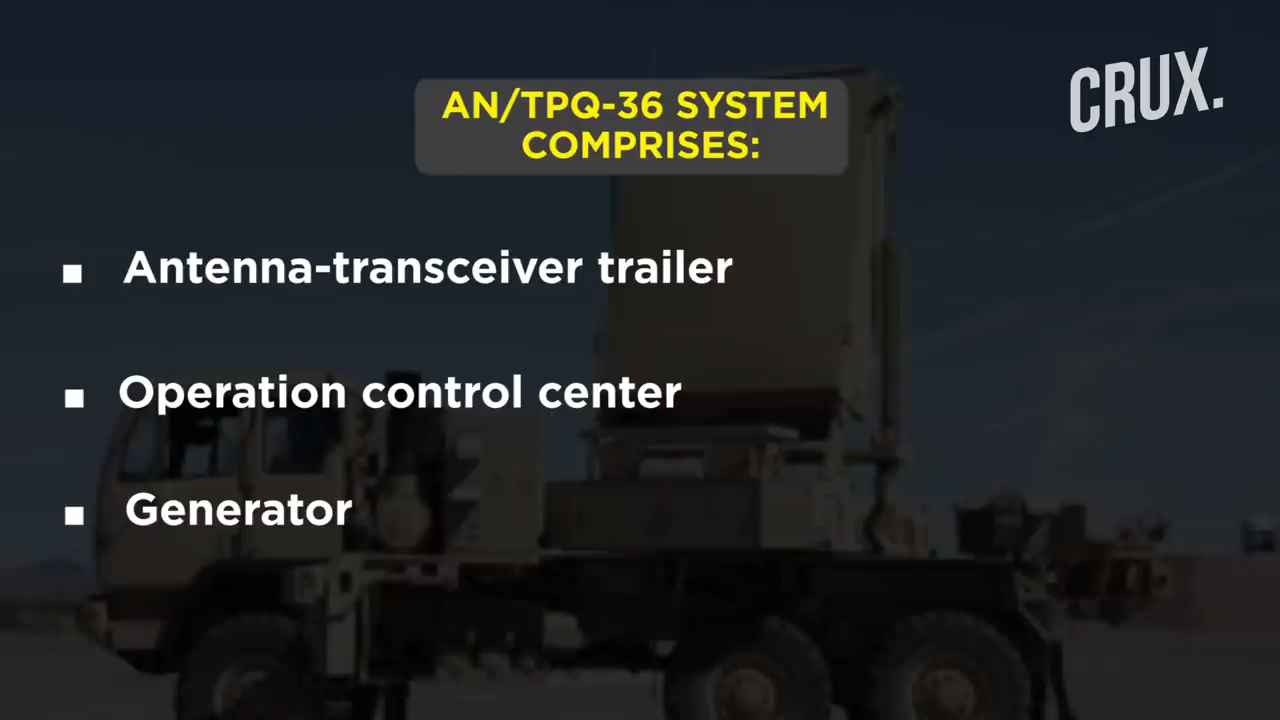 CRUX.
AN/TPQ-36 SYSTEM
COMPRISES:
Antenna-transceiver trailer
Operation control center
Generator